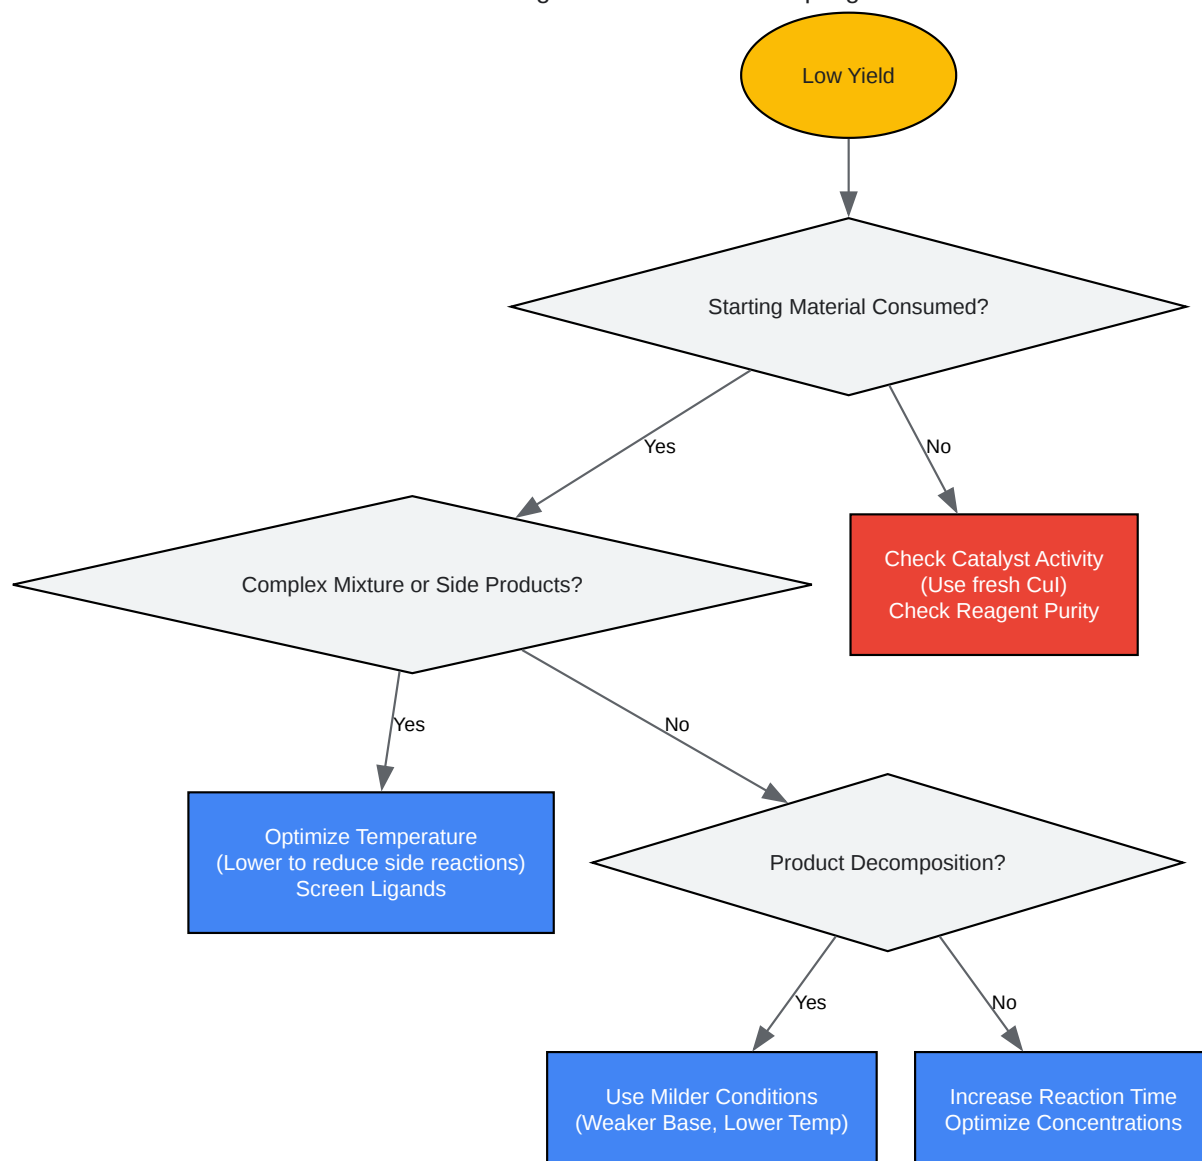 Low Yield
Starting Material Consumed?
Yes
No
Complex Mixture or Side Products?
Check Catalyst Activity
(Use fresh CuI)
Check Reagent Purity
Yes
No
Optimize Temperature
(Lower to reduce side reactions)
Screen Ligands
Product Decomposition?
Yes
No
Use Milder Conditions
(Weaker Base, Lower Temp)
Increase Reaction Time
Optimize Concentrations